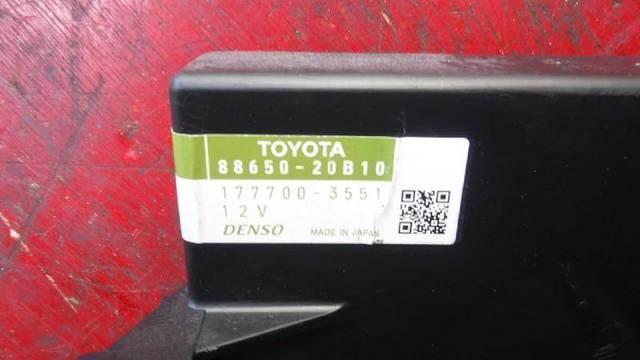 TOYOTA
88650-20B10
177700-3551
12V
DENSO MADE IN JAPAN